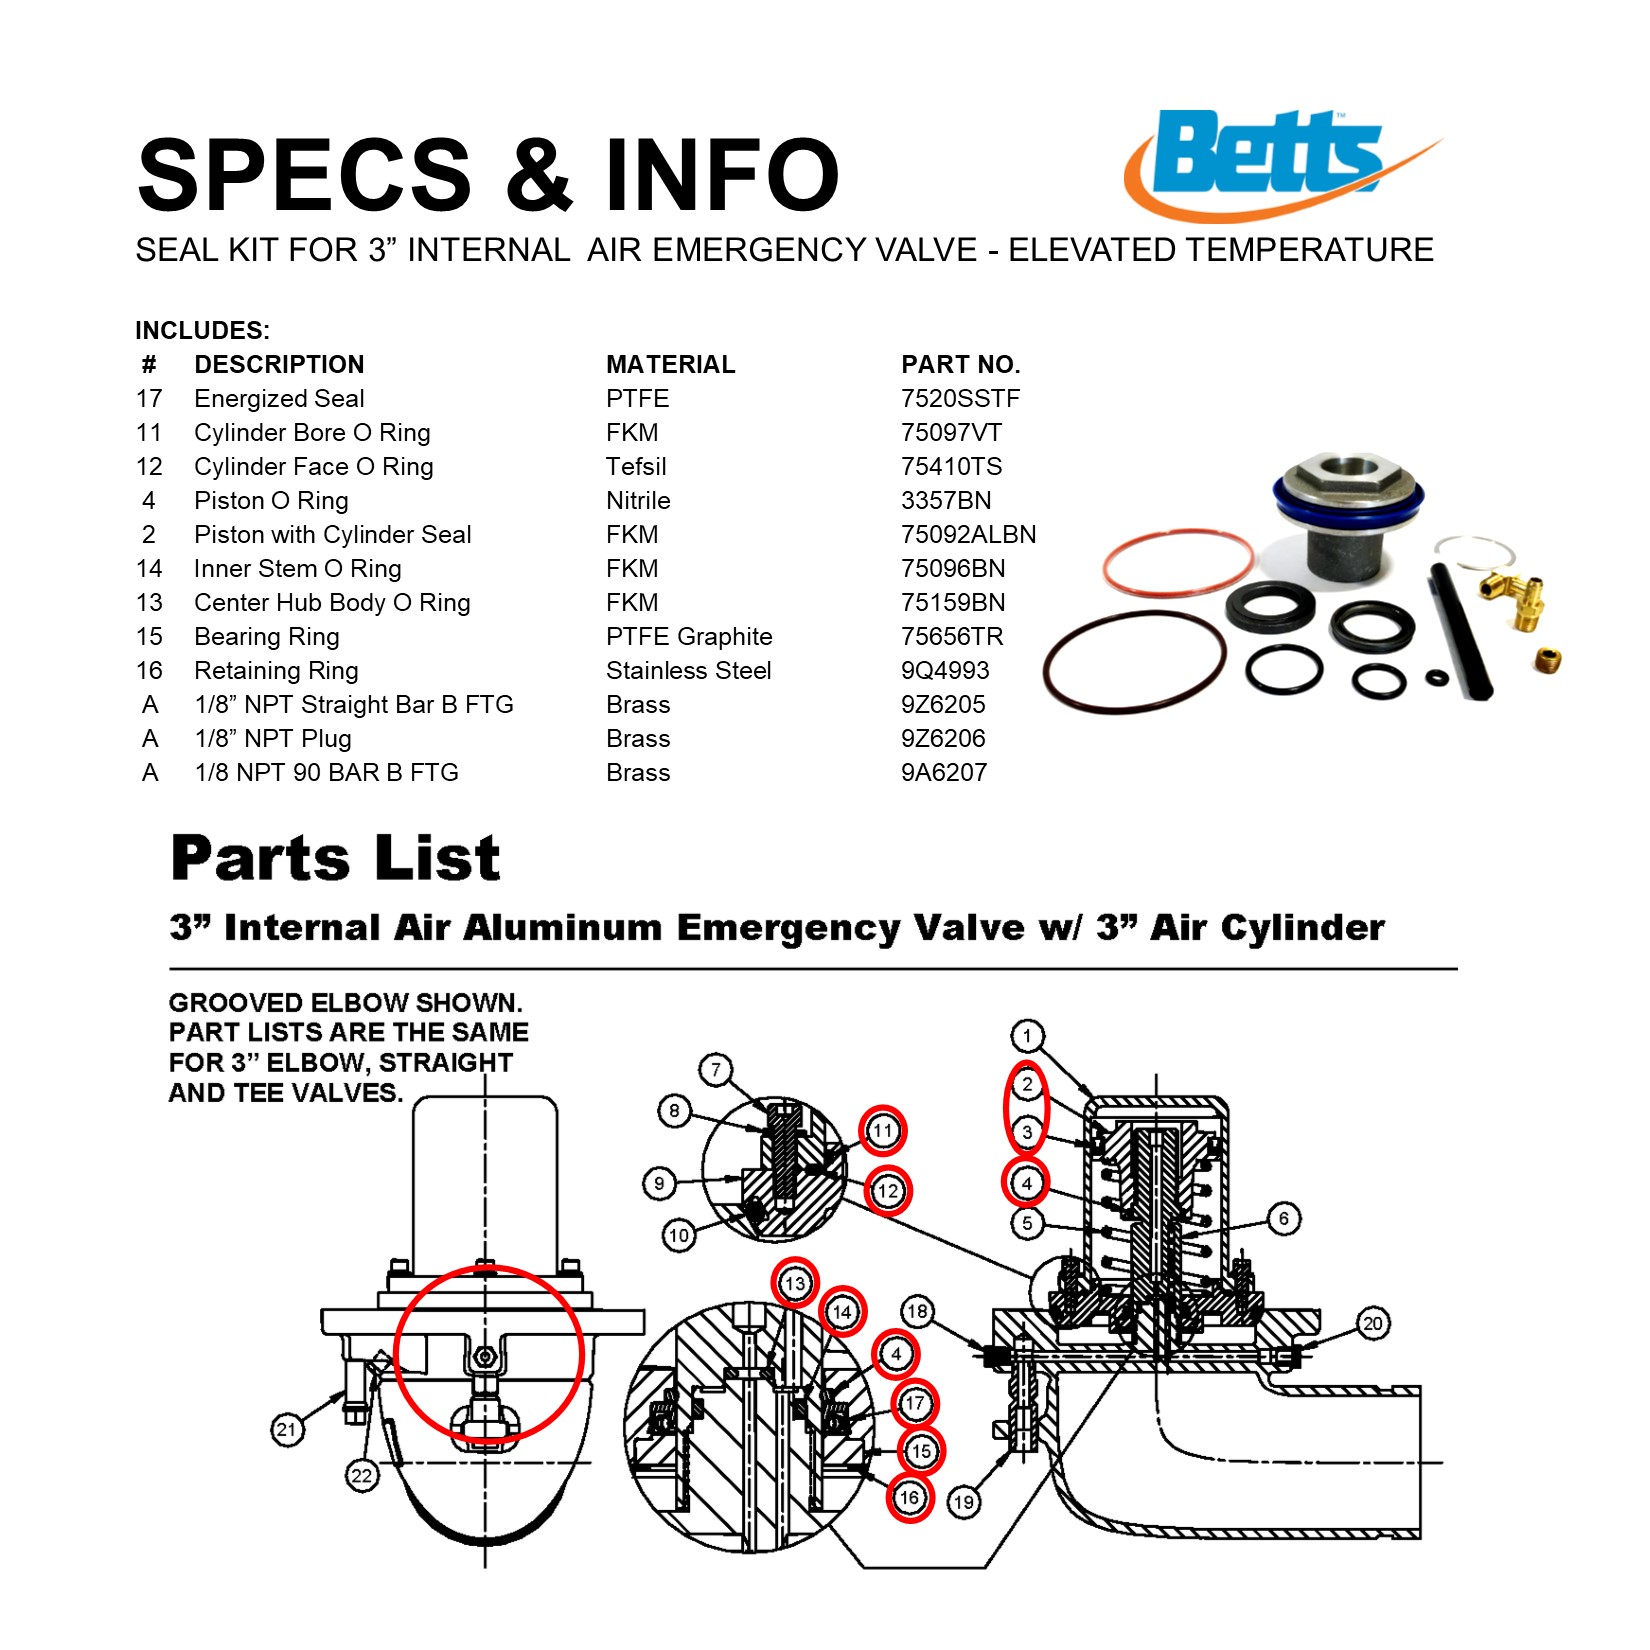 SPECS & INFO
Betts™
SEAL KIT FOR 3” INTERNAL AIR EMERGENCY VALVE - ELEVATED TEMPERATURE
INCLUDES:
# DESCRIPTION MATERIAL PART NO.
17 Energized Seal PTFE 7520SSTF
11 Cylinder Bore O Ring FKM 75097VT
12 Cylinder Face O Ring Tefsil 75410TS
4 Piston O Ring Nitrile 3357BN
2 Piston with Cylinder Seal FKM 75092ALBN
14 Inner Stem O Ring FKM 75096BN
13 Center Hub Body O Ring FKM 75159BN
15 Bearing Ring PTFE Graphite 75656TR
16 Retaining Ring Stainless Steel 9Q4993
A 1/8” NPT Straight Bar B FTG Brass 9Z6205
A 1/8” NPT Plug Brass 9Z6206
A 1/8 NPT 90 BAR B FTG Brass 9A6207
Parts List
3” Internal Air Aluminum Emergency Valve w/ 3” Air Cylinder
GROOVED ELBOW SHOWN.
PART LISTS ARE THE SAME
FOR 3” ELBOW, STRAIGHT
AND TEE VALVES.
1
7
2
8
11
3
9
12
4
5
6
10
13
14
18
20
4
17
21
15
22
16
19